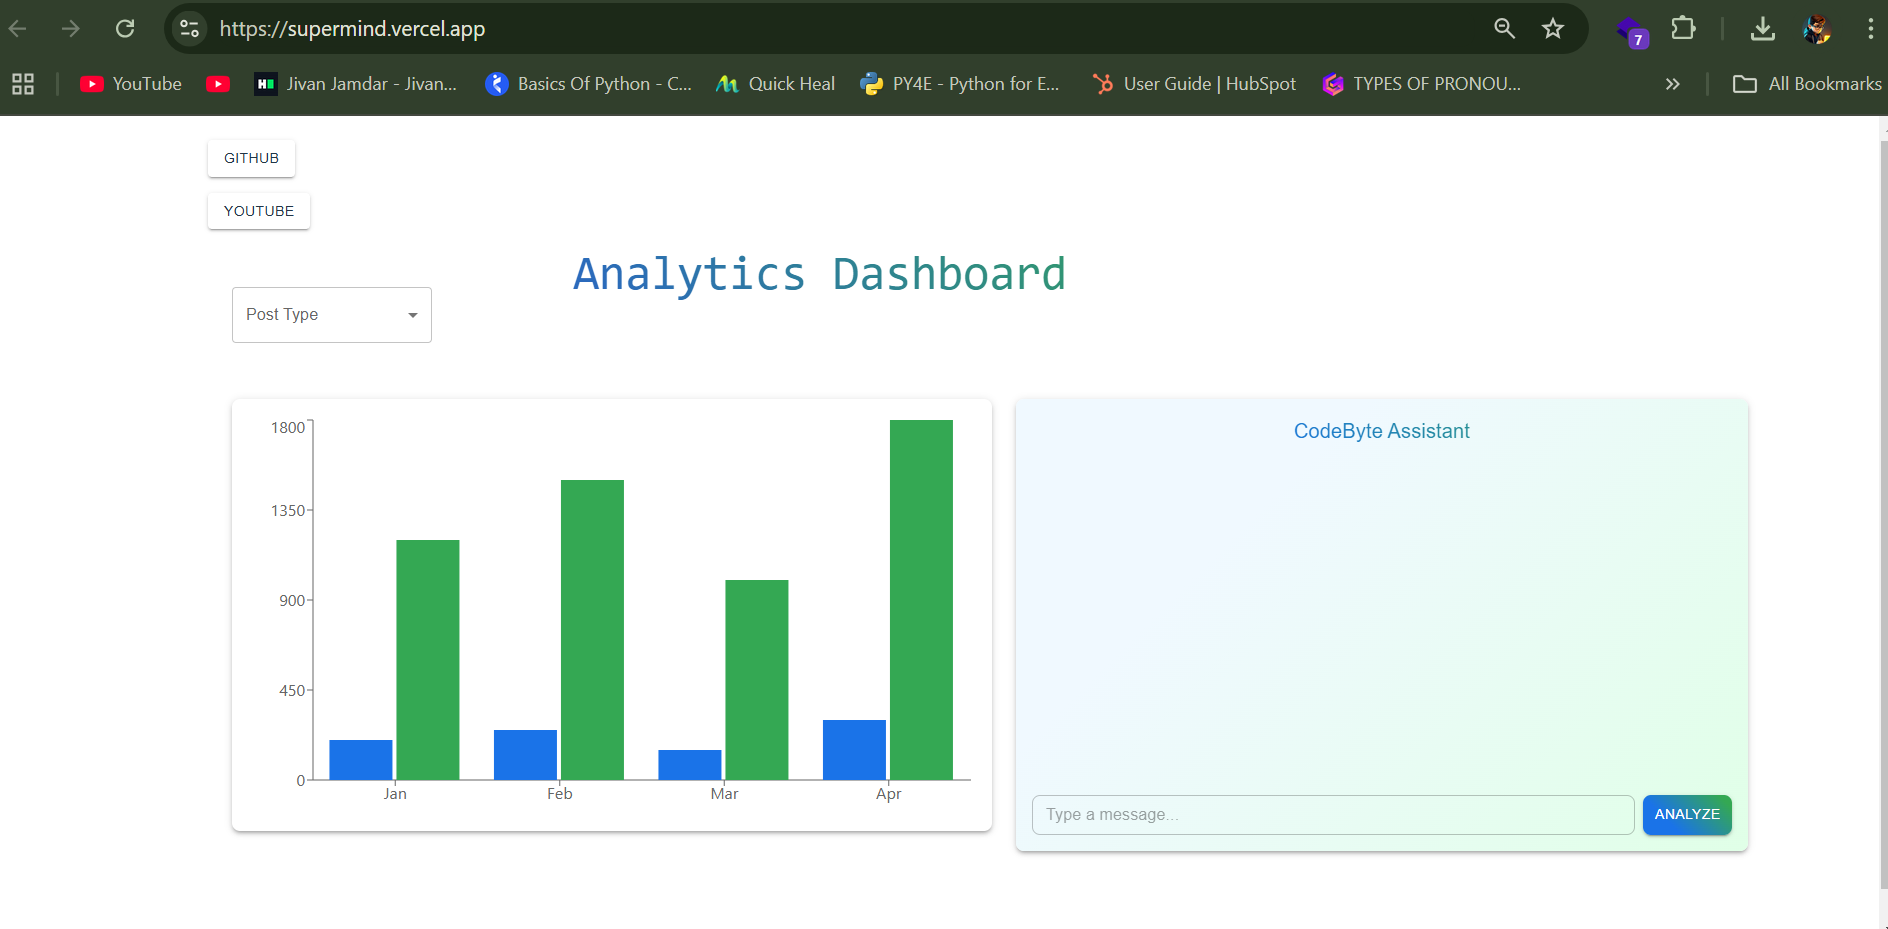 https://supermind.vercel.app
7
YouTube
Jivan Jamdar - Jivan...
Basics Of Python - C...
Quick Heal
PY4E - Python for E...
User Guide | HubSpot
TYPES OF PRONOU...
All Bookmarks
GITHUB
YOUTUBE
Analytics Dashboard
Post Type
1800
1350
900
450
0
Jan Feb Mar Apr
CodeByte Assistant
Type a message...
ANALYZE